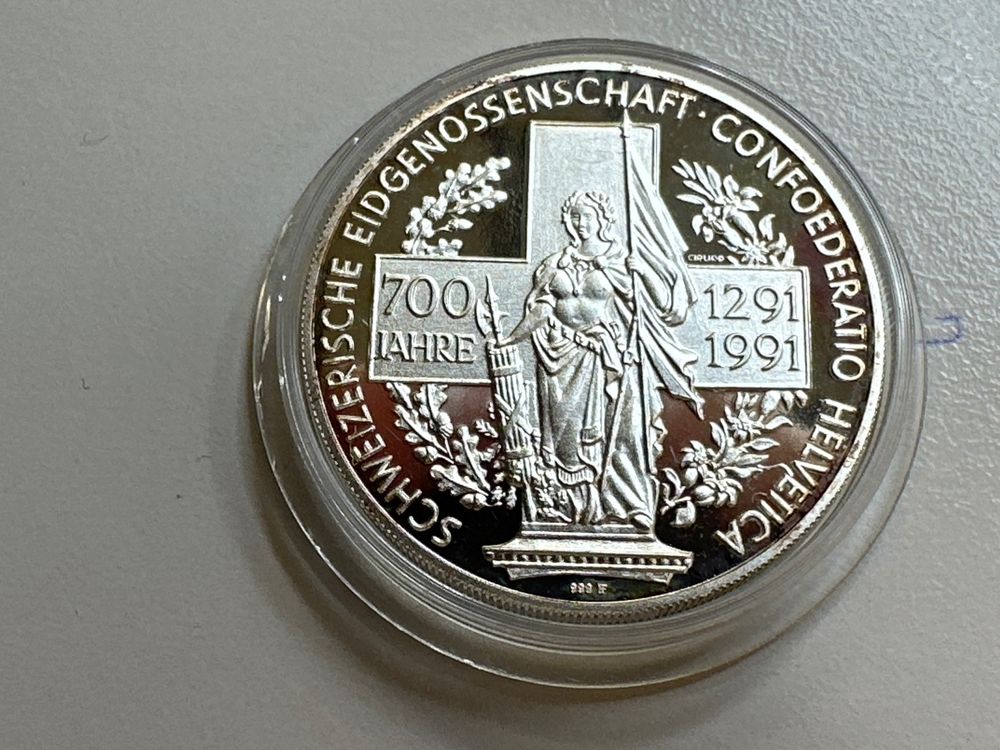 SCHWEIZERISCHE EIDGENOSSENSCHAFT · CONFOEDERATIO HELVETICA
700
JAHRE
1291
1991
999 F